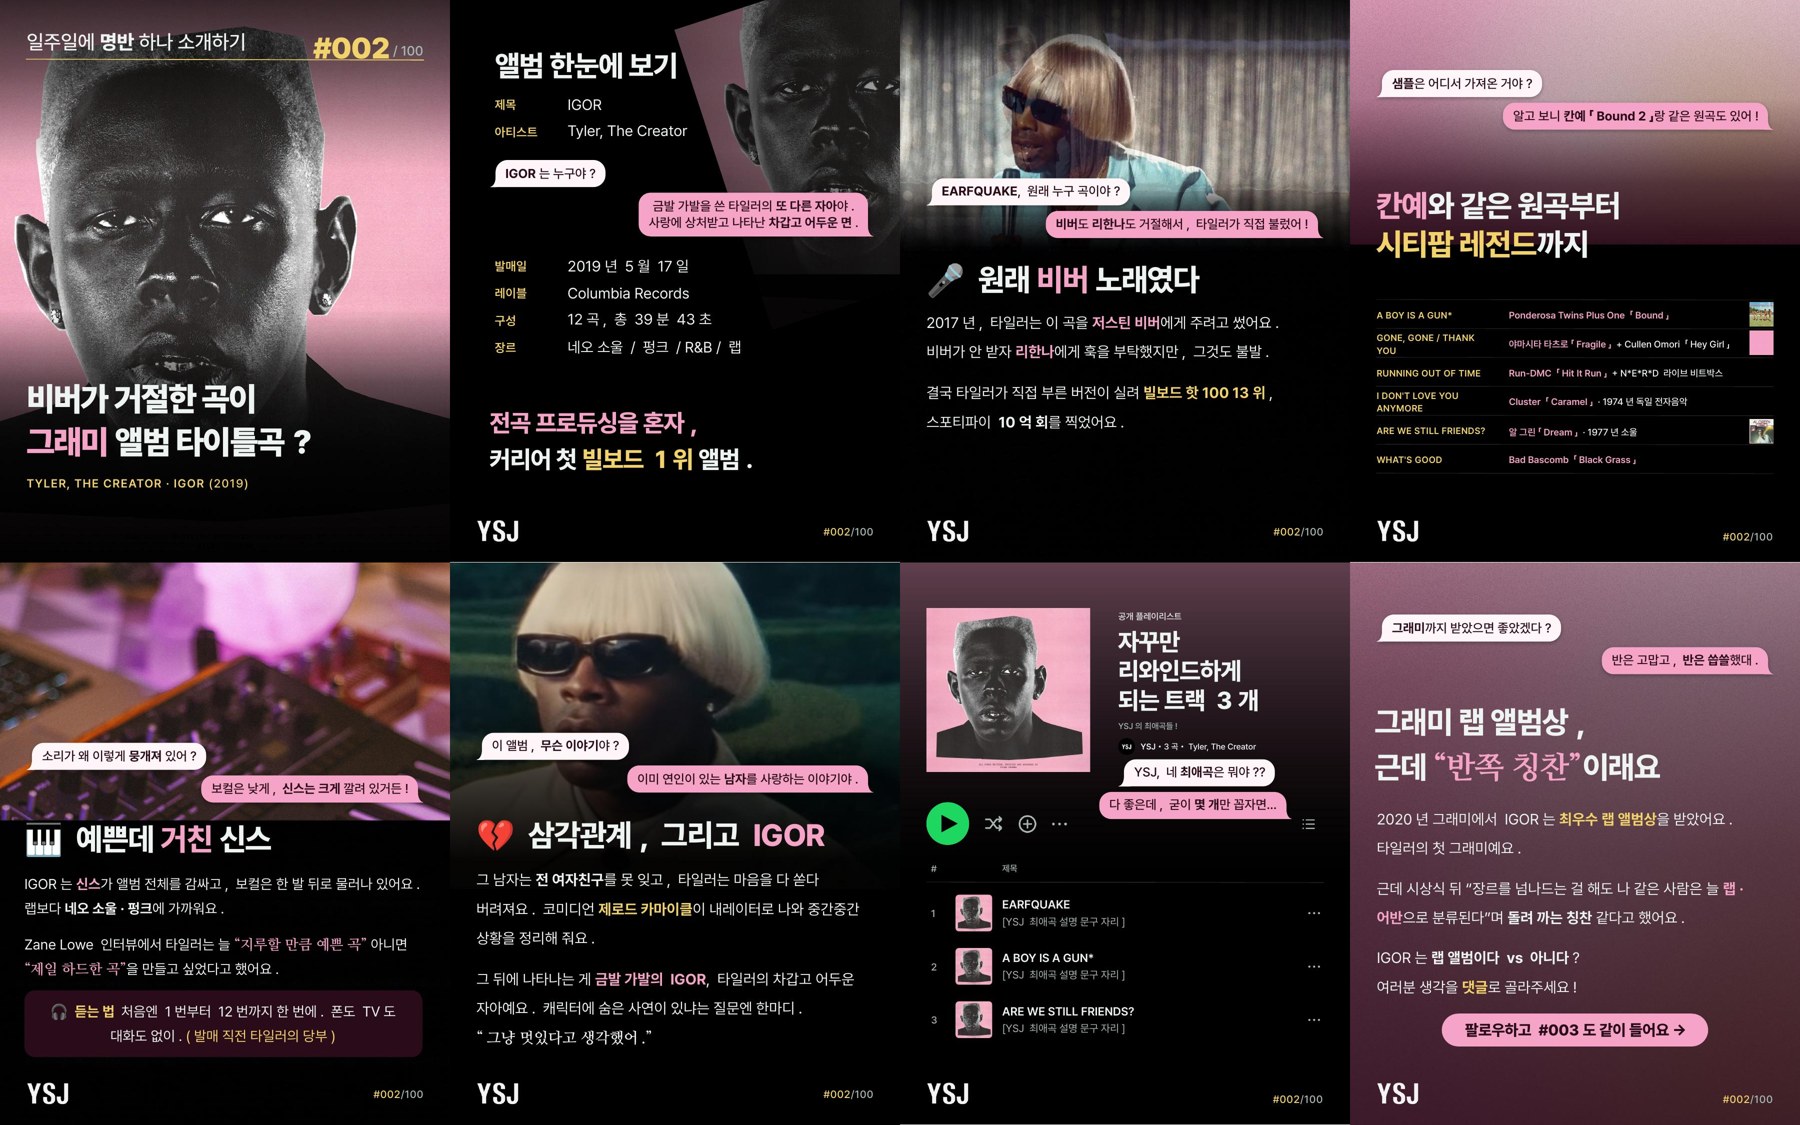 일주일에 명반 하나 소개하기
#002 / 100
비버가 거절한 곡이
그래미 앨범 타이틀곡 ?
TYLER, THE CREATOR · IGOR (2019)
앨범 한눈에 보기
제목 IGOR
아티스트 Tyler, The Creator
IGOR 는 누구야 ?
금발 가발을 쓴 타일러의 또 다른 자아야 .
사랑에 상처받고 나타난 차갑고 어두운 면 .
발매일 2019 년 5 월 17 일
레이블 Columbia Records
구성 12 곡 , 총 39 분 43 초
장르 네오 소울 / 펑크 / R&B / 랩
전곡 프로듀싱을 혼자 ,
커리어 첫 빌보드 1 위 앨범 .
YSJ
#002/100
EARFQUAKE, 원래 누구 곡이야 ?
비버도 리한나도 거절해서 , 타일러가 직접 불렀어 !
🎤 원래 비버 노래였다
2017 년 , 타일러는 이 곡을 저스틴 비버에게 주려고 썼어요 .
비버가 안 받자 리한나에게 훅을 부탁했지만 , 그것도 불발 .
결국 타일러가 직접 부른 버전이 실려 빌보드 핫 100 13 위 ,
스포티파이 10 억 회를 찍었어요 .
YSJ
#002/100
샘플은 어디서 가져온 거야 ?
알고 보니 칸예「 Bound 2 」랑 같은 원곡도 있어 !
칸예와 같은 원곡부터
시티팝 레전드까지
A BOY IS A GUN* Ponderosa Twins Plus One「 Bound 」
GONE, GONE / THANK
YOU
야마시타 타츠로「 Fragile 」 + Cullen Omori「 Hey Girl 」
RUNNING OUT OF TIME Run-DMC「 Hit It Run 」 + N*E*R*D 라이브 비트박스
I DON'T LOVE YOU
ANYMORE
Cluster「 Caramel 」 · 1974 년 독일 전자음악
ARE WE STILL FRIENDS? 알 그린「 Dream 」 · 1977 년 소울
WHAT'S GOOD Bad Bascomb「 Black Grass 」
YSJ
#002/100
소리가 왜 이렇게 뭉개져 있어 ?
보컬은 낮게 , 신스는 크게 깔려 있거든 !
🎹 예쁜데 거친 신스
IGOR 는 신스가 앨범 전체를 감싸고 , 보컬은 한 발 뒤로 물러나 있어요 .
랩보다 네오 소울 · 펑크에 가까워요 .
Zane Lowe 인터뷰에서 타일러는 늘 “지루할 만큼 예쁜 곡” 아니면
“제일 하드한 곡”을 만들고 싶었다고 했어요 .
🎧 듣는 법 처음엔 1 번부터 12 번까지 한 번에 . 폰도 TV 도
대화도 없이 . ( 발매 직전 타일러의 당부 )
YSJ
#002/100
이 앨범 , 무슨 이야기야 ?
이미 연인이 있는 남자를 사랑하는 이야기야 .
💔 삼각관계 , 그리고 IGOR
그 남자는 전 여자친구를 못 잊고 , 타일러는 마음을 다 쏟다
버려져요 . 코미디언 제로드 카마이클이 내레이터로 나와 중간중간
상황을 정리해 줘요 .
그 뒤에 나타나는 게 금발 가발의 IGOR, 타일러의 차갑고 어두운
자아예요 . 캐릭터에 숨은 사연이 있냐는 질문엔 한마디 .
“ 그냥 멋있다고 생각했어 .”
YSJ
#002/100
공개 플레이리스트
자꾸만
리와인드하게
되는 트랙 3 개
YSJ 의 최애곡들 !
YSJ YSJ • 3 곡 • Tyler, The Creator
YSJ, 네 최애곡은 뭐야 ??
다 좋은데 , 굳이 몇 개만 꼽자면...
# 제목
1 EARFQUAKE
[YSJ 최애곡 설명 문구 자리 ]
2 A BOY IS A GUN*
[YSJ 최애곡 설명 문구 자리 ]
3 ARE WE STILL FRIENDS?
[YSJ 최애곡 설명 문구 자리 ]
YSJ
#002/100
그래미까지 받았으면 좋았겠다 ?
반은 고맙고 , 반은 씁쓸했대 .
그래미 랩 앨범상 ,
근데 “반쪽 칭찬”이래요
2020 년 그래미에서 IGOR 는 최우수 랩 앨범상을 받았어요 .
타일러의 첫 그래미예요 .
근데 시상식 뒤 “장르를 넘나드는 걸 해도 나 같은 사람은 늘 랩 ·
어반으로 분류된다”며 돌려 까는 칭찬 같다고 했어요 .
IGOR 는 랩 앨범이다 vs 아니다 ?
여러분 생각을 댓글로 골라주세요 !
팔로우하고 #003 도 같이 들어요 →
YSJ
#002/100